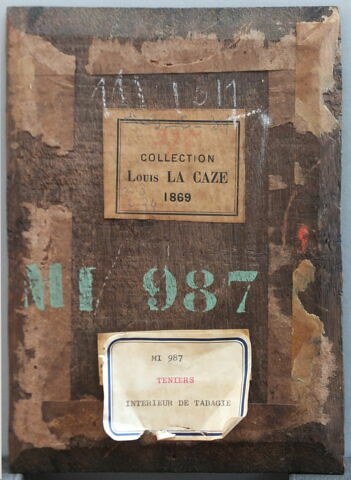 COLLECTION
LOUIS LA CAZE
1869
MI 987
MI 987
TENIERS
INTERIEUR DE TABAGIE